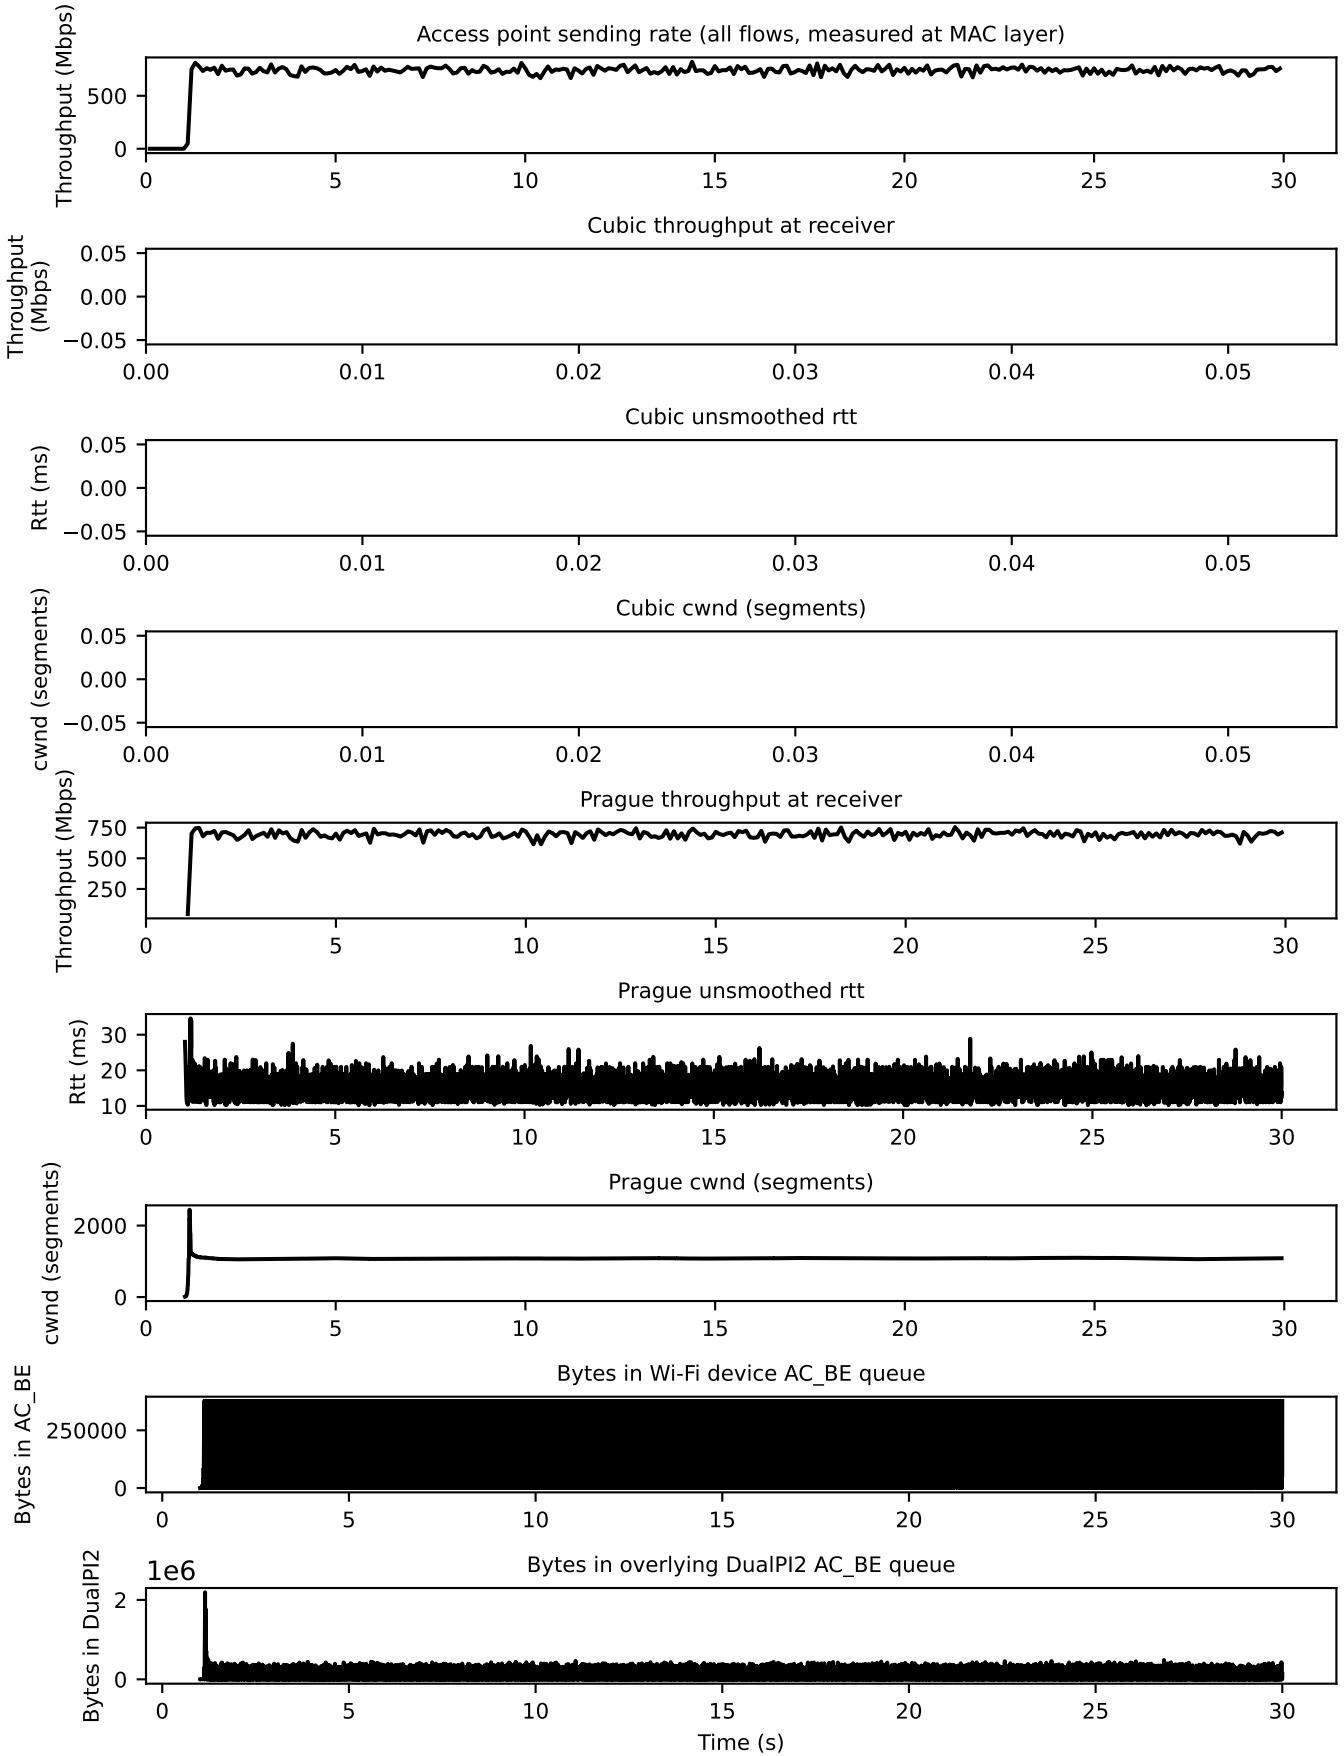 Access point sending rate (all flows, measured at MAC layer)
Throughput (Mbps)
500
0
0 5 10 15 20 25 30
Cubic throughput at receiver
Throughput
(Mbps)
0.05
0.00
−0.05
0.00 0.01 0.02 0.03 0.04 0.05
Cubic unsmoothed rtt
Rtt (ms)
0.05
0.00
−0.05
0.00 0.01 0.02 0.03 0.04 0.05
Cubic cwnd (segments)
cwnd (segments)
0.05
0.00
−0.05
0.00 0.01 0.02 0.03 0.04 0.05
Prague throughput at receiver
Throughput (Mbps)
750
500
250
0 5 10 15 20 25 30
Prague unsmoothed rtt
Rtt (ms)
30
20
10
0 5 10 15 20 25 30
Prague cwnd (segments)
cwnd (segments)
2000
0
0 5 10 15 20 25 30
Bytes in Wi-Fi device AC_BE queue
Bytes in AC_BE
250000
0
0 5 10 15 20 25 30
Bytes in overlying DualPI2 AC_BE queue
1e6
Bytes in DualPI2
2
0
0 5 10 15 20 25 30
Time (s)